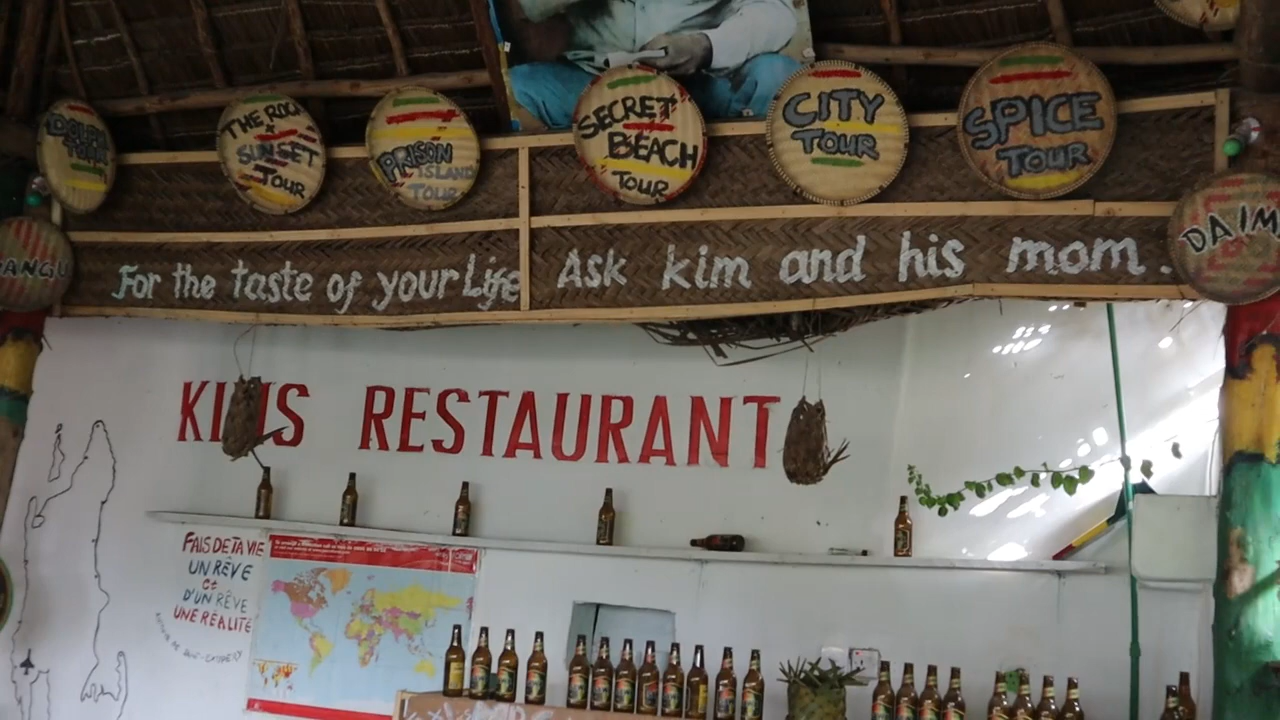 DOLPHIN
TOUR
THE ROCK
+
SUNSET
TOUR
PRISON
ISLAND
TOUR
SECRET
BEACH
TOUR
CITY
TOUR
SPICE
TOUR
For the taste of your Life Ask kim and his mom.
RESTAURANT
FAIS DE TA VIE
UN RÊVE
et
D'UN RÊVE
UNE RÉALITÉ